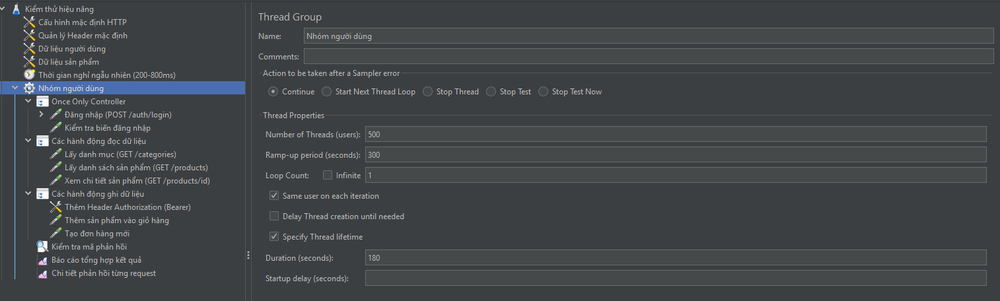 Kiểm thử hiệu năng
Cấu hình mặc định HTTP
Quản lý Header mặc định
Dữ liệu người dùng
Dữ liệu sản phẩm
Thời gian nghỉ ngẫu nhiên (200-800ms)
Nhóm người dùng
Once Only Controller
Đăng nhập (POST /auth/login)
Kiểm tra biến đăng nhập
Các hành động đọc dữ liệu
Lấy danh mục (GET /categories)
Lấy danh sách sản phẩm (GET /products)
Xem chi tiết sản phẩm (GET /products/id)
Các hành động ghi dữ liệu
Thêm Header Authorization (Bearer)
Thêm sản phẩm vào giỏ hàng
Tạo đơn hàng mới
Kiểm tra mã phản hồi
Báo cáo tổng hợp kết quả
Chi tiết phản hồi từng request
Thread Group
Name: Nhóm người dùng
Comments:
Action to be taken after a Sampler error
Continue Start Next Thread Loop Stop Thread Stop Test Stop Test Now
Thread Properties
Number of Threads (users): 500
Ramp-up period (seconds): 300
Loop Count: Infinite 1
Same user on each iteration
Delay Thread creation until needed
Specify Thread lifetime
Duration (seconds): 180
Startup delay (seconds):